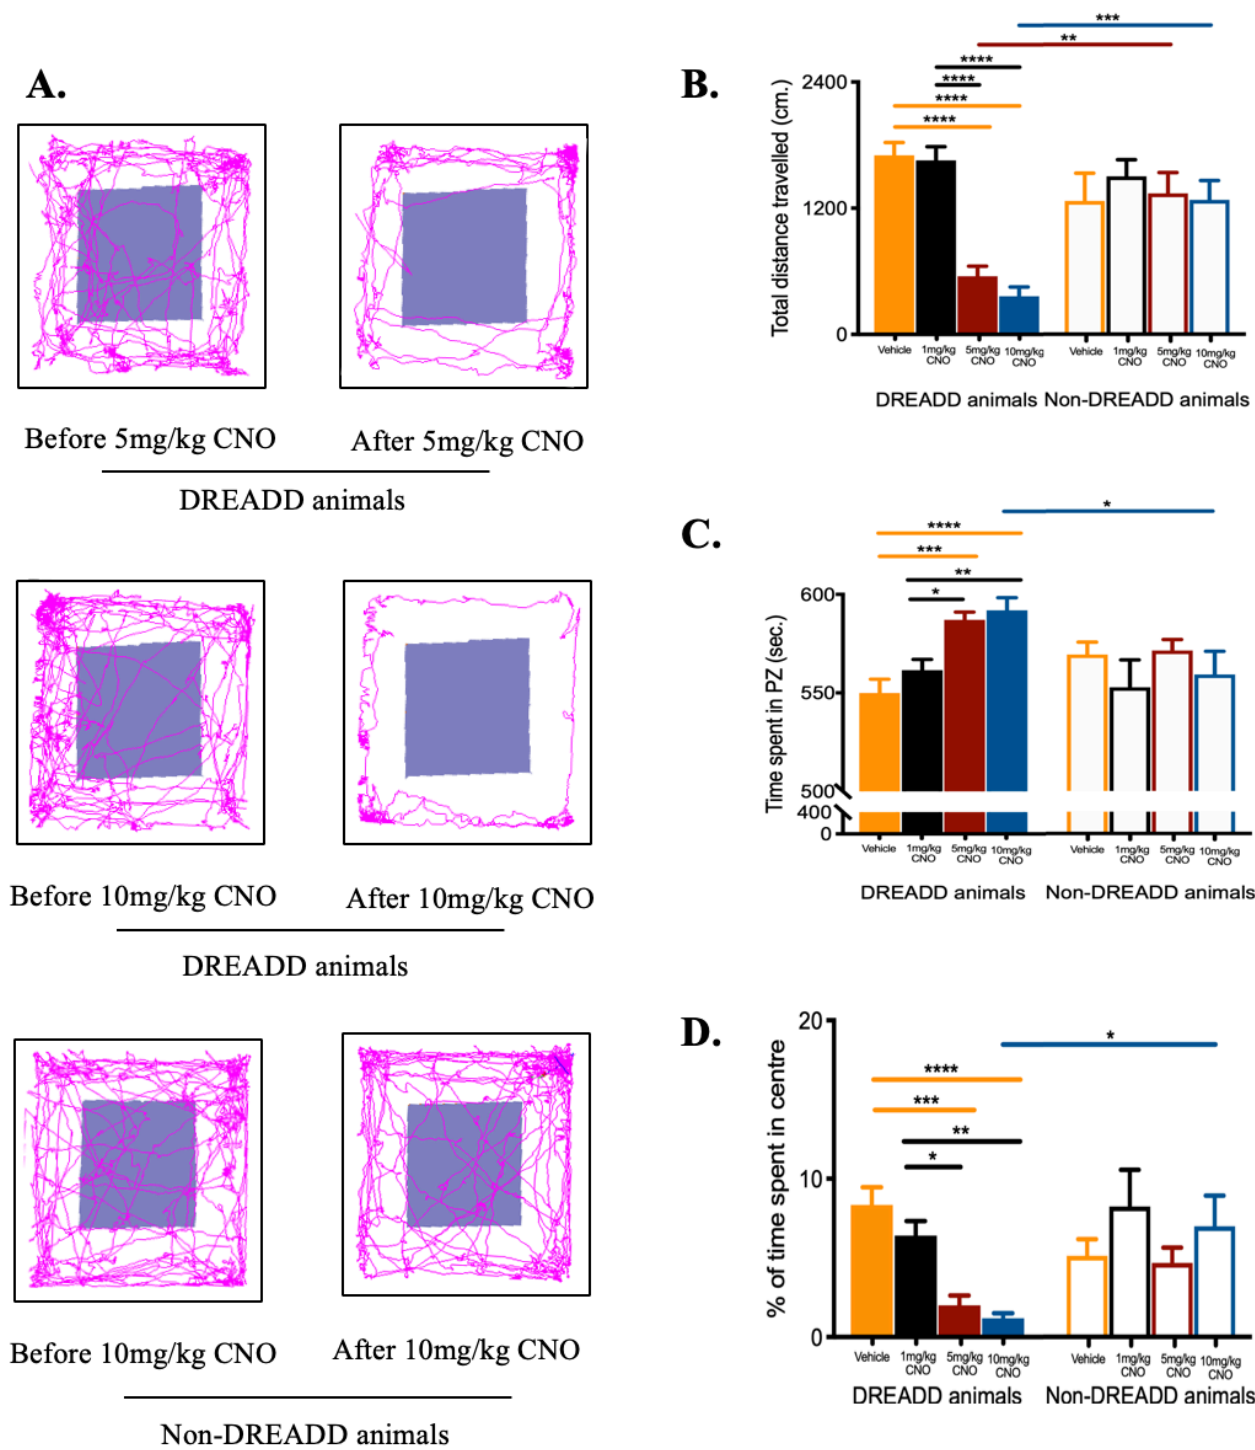 A.
Before 5mg/kg CNO
After 5mg/kg CNO
DREADD animals
Before 10mg/kg CNO
After 10mg/kg CNO
DREADD animals
Before 10mg/kg CNO
After 10mg/kg CNO
Non-DREADD animals
B.
Total distance travelled (cm.)
2400
1200
0
***
**
****
****
****
****
Vehicle
1mg/kg
CNO
5mg/kg
CNO
10mg/kg
CNO
Vehicle
1mg/kg
CNO
5mg/kg
CNO
10mg/kg
CNO
DREADD animals
Non-DREADD animals
C.
Time spent in PZ (sec.)
600
550
500
400
0
*
****
***
**
*
Vehicle
1mg/kg
CNO
5mg/kg
CNO
10mg/kg
CNO
Vehicle
1mg/kg
CNO
5mg/kg
CNO
10mg/kg
CNO
DREADD animals
Non-DREADD animals
D.
% of time spent in centre
20
10
0
*
****
***
**
*
Vehicle
1mg/kg
CNO
5mg/kg
CNO
10mg/kg
CNO
Vehicle
1mg/kg
CNO
5mg/kg
CNO
10mg/kg
CNO
DREADD animals
Non-DREADD animals